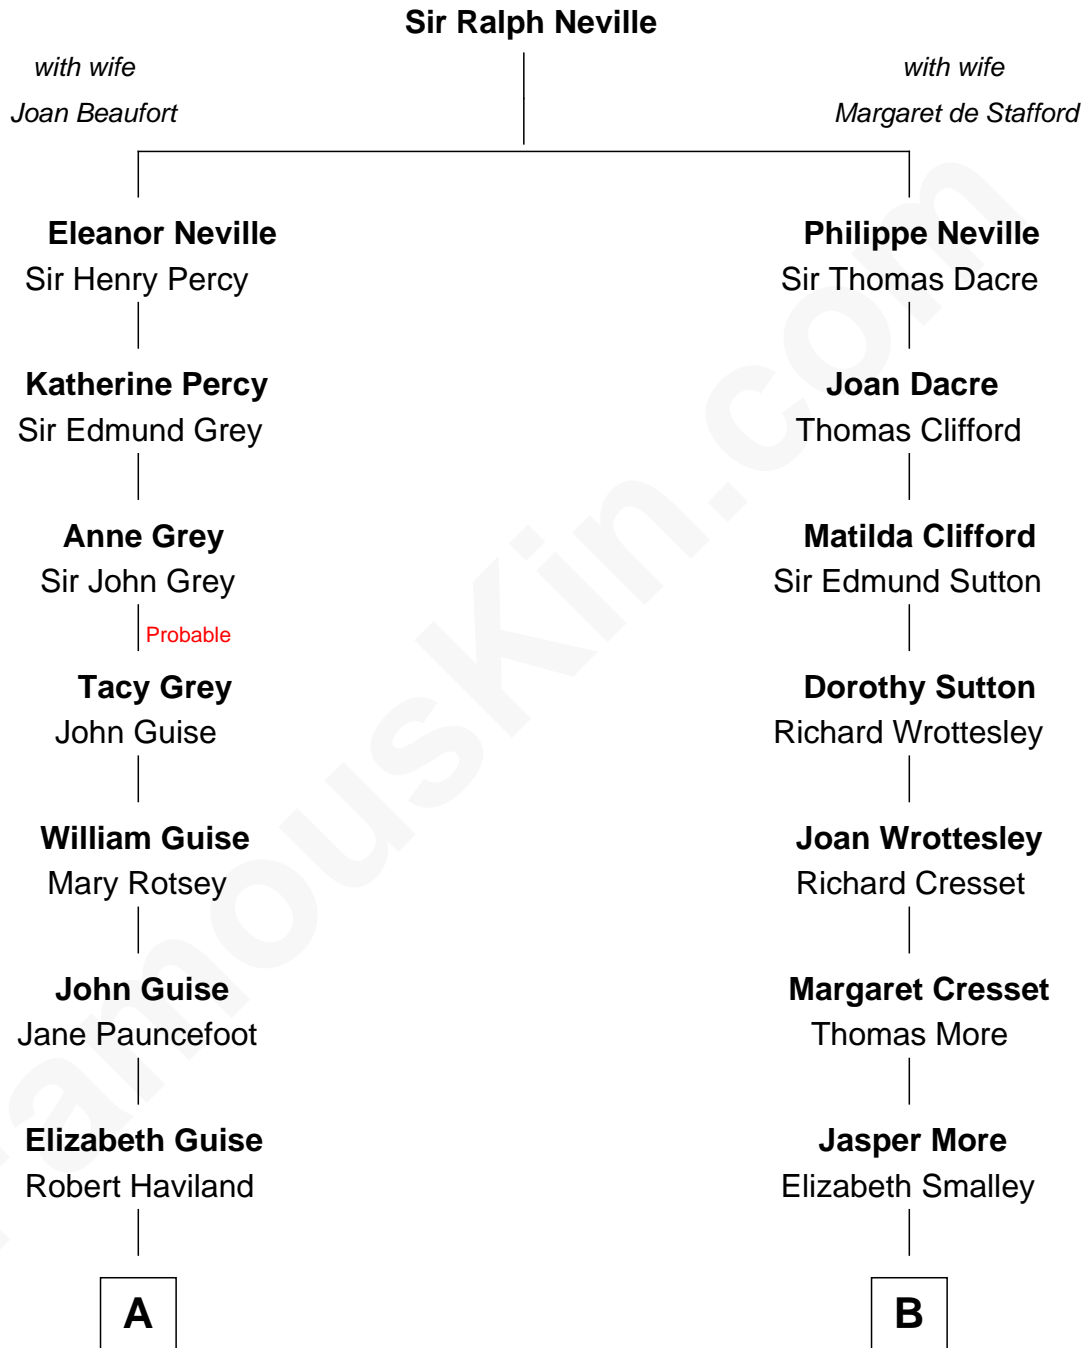 Sir Ralph Neville
with wife
Joan Beaufort
with wife
Margaret de Stafford
Eleanor Neville
Sir Henry Percy
Philippe Neville
Sir Thomas Dacre
Katherine Percy
Sir Edmund Grey
Joan Dacre
Thomas Clifford
Anne Grey
Sir John Grey
Matilda Clifford
Sir Edmund Sutton
Probable
Tacy Grey
John Guise
Dorothy Sutton
Richard Wrottesley
William Guise
Mary Rotsey
Joan Wrottesley
Richard Cresset
John Guise
Jane Pauncefoot
Margaret Cresset
Thomas More
Elizabeth Guise
Robert Haviland
Jasper More
Elizabeth Smalley
A
B
FamousKin.com